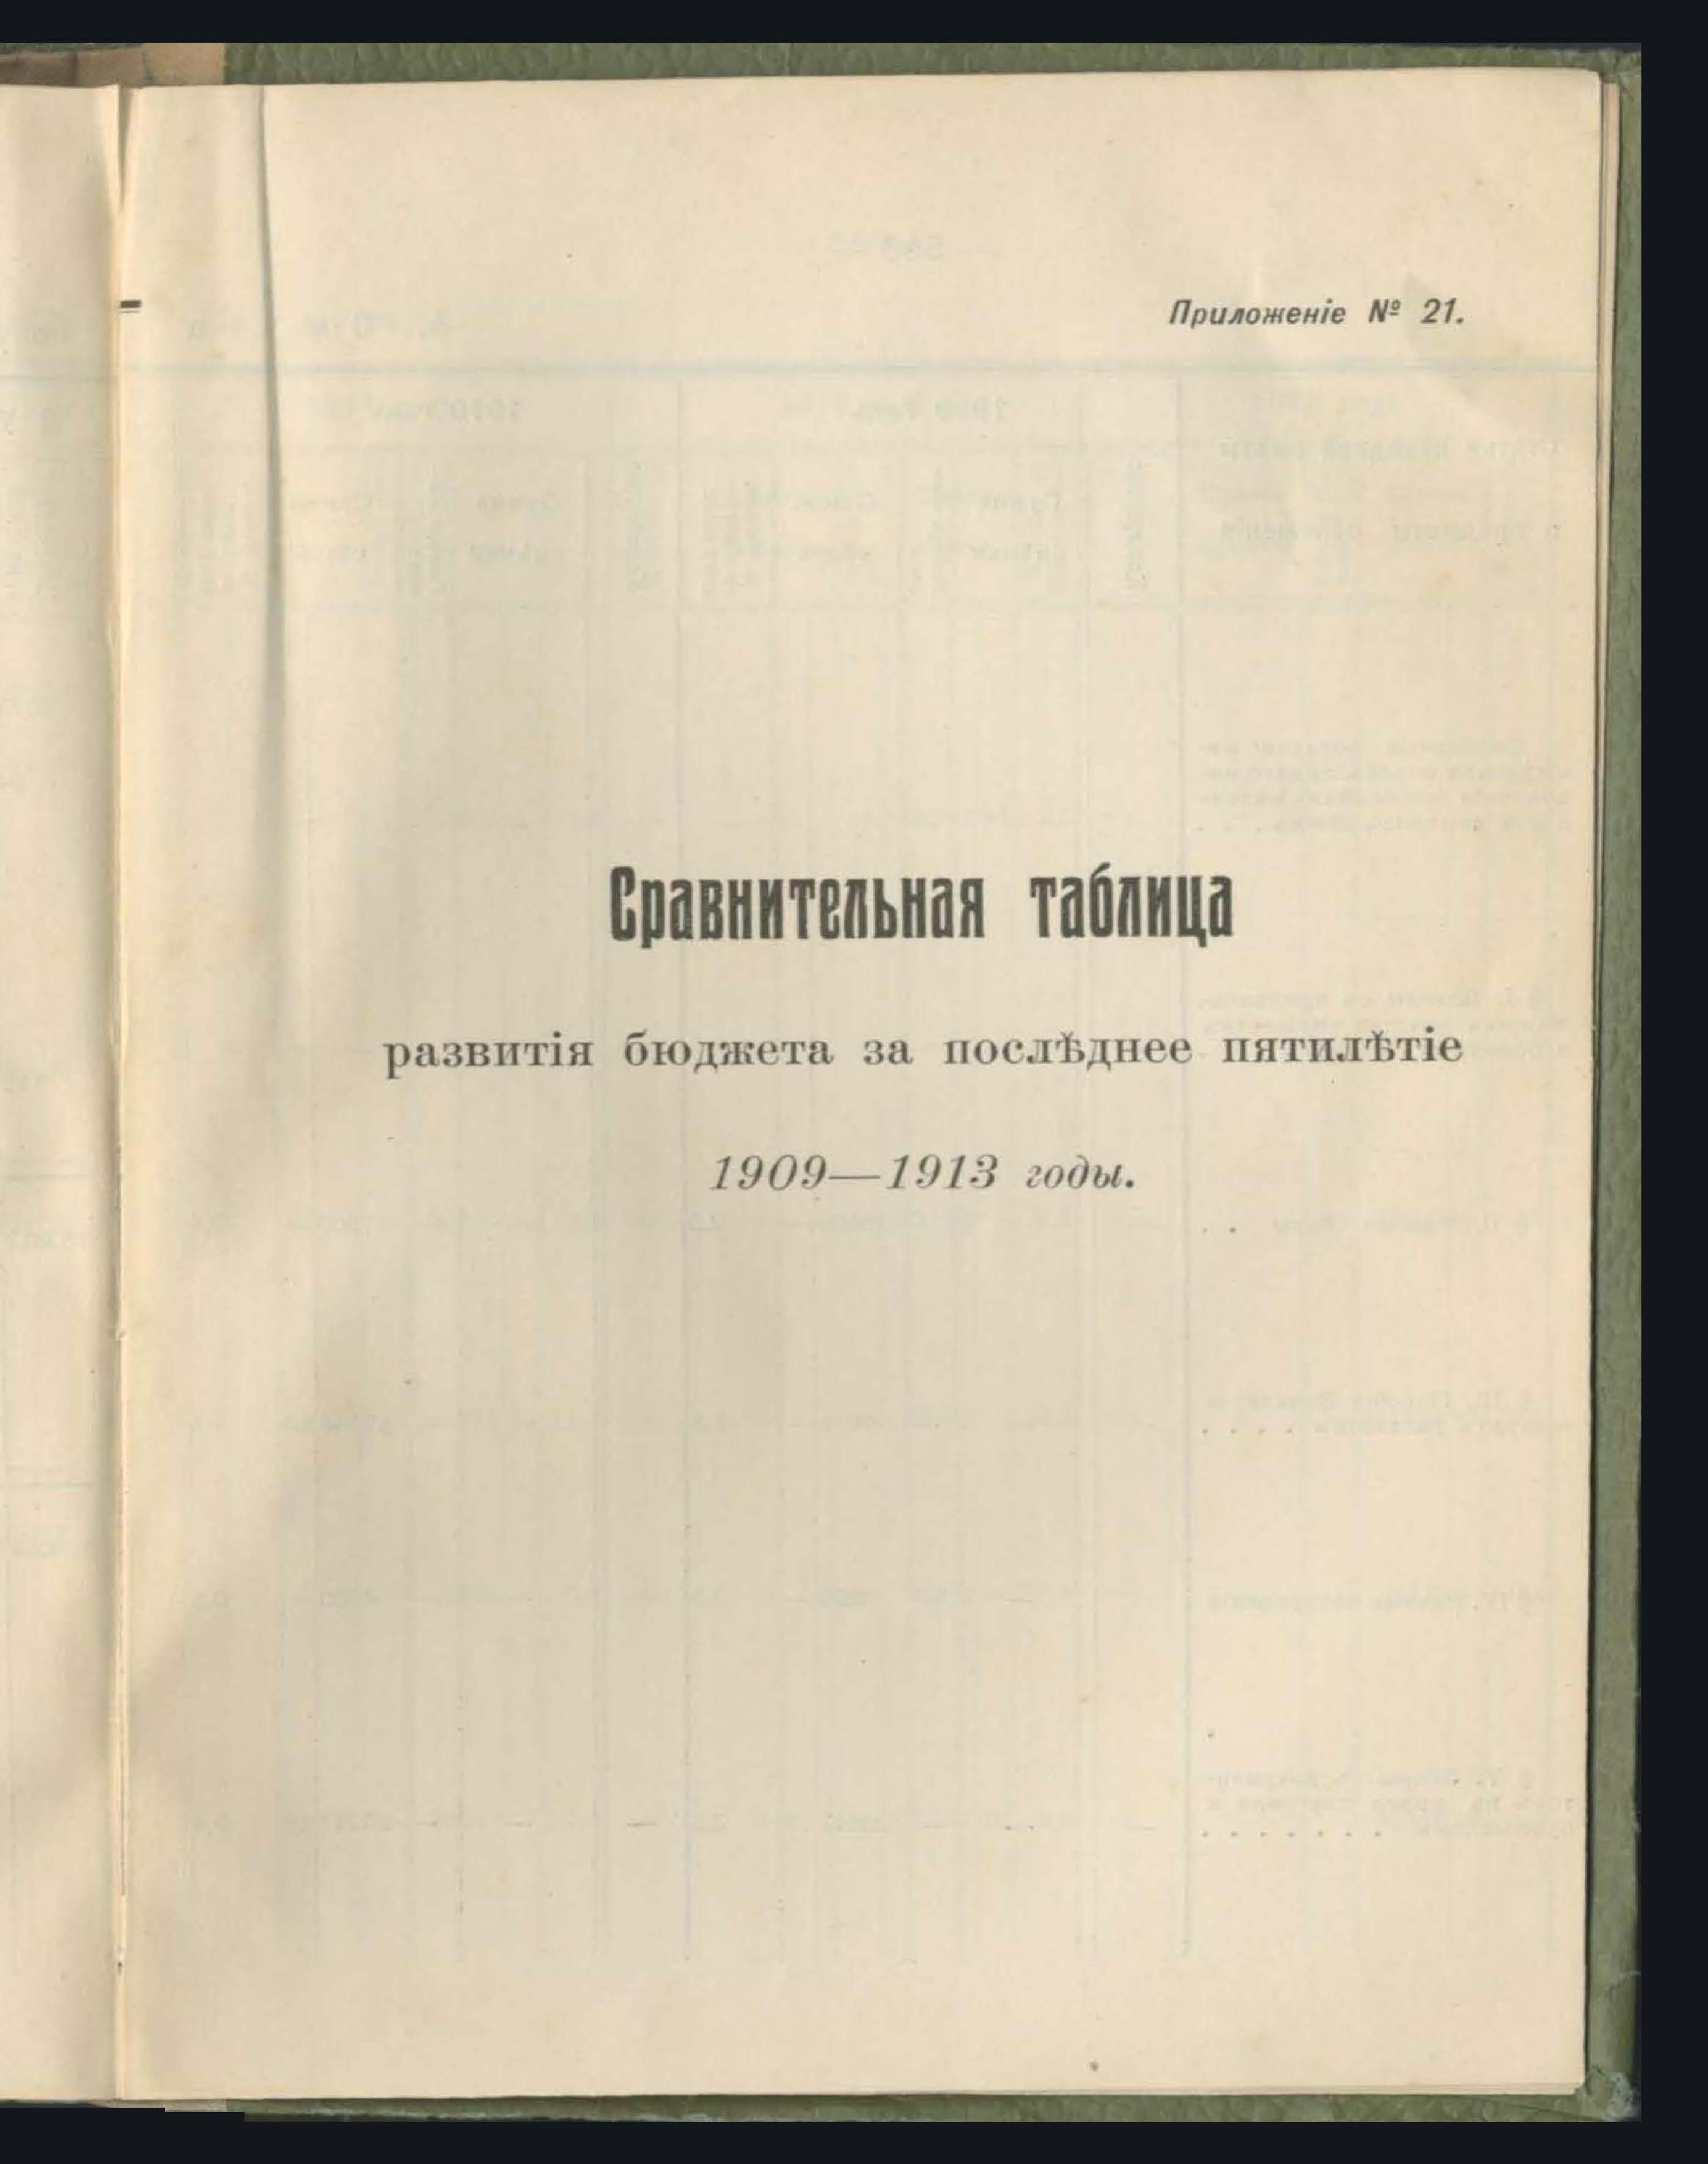 Приложеніе № 21.
Сравнительная таблица
развитія бюджета за послѣднее пятилѣтіе
1909—1913 годы.